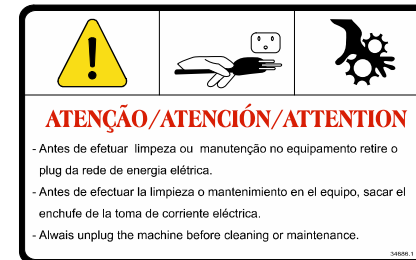 ATENÇÃO/ATENCIÓN/ATTENTION
- Antes de efetuar limpeza ou manutenção no equipamento retire o
plug da rede de energia elétrica.
- Antes de efectuar la limpieza o mantenimiento en el equipo, sacar el
enchufe de la toma de corriente eléctrica.
- Alwais unplug the machine before cleaning or maintenance.
34686.1